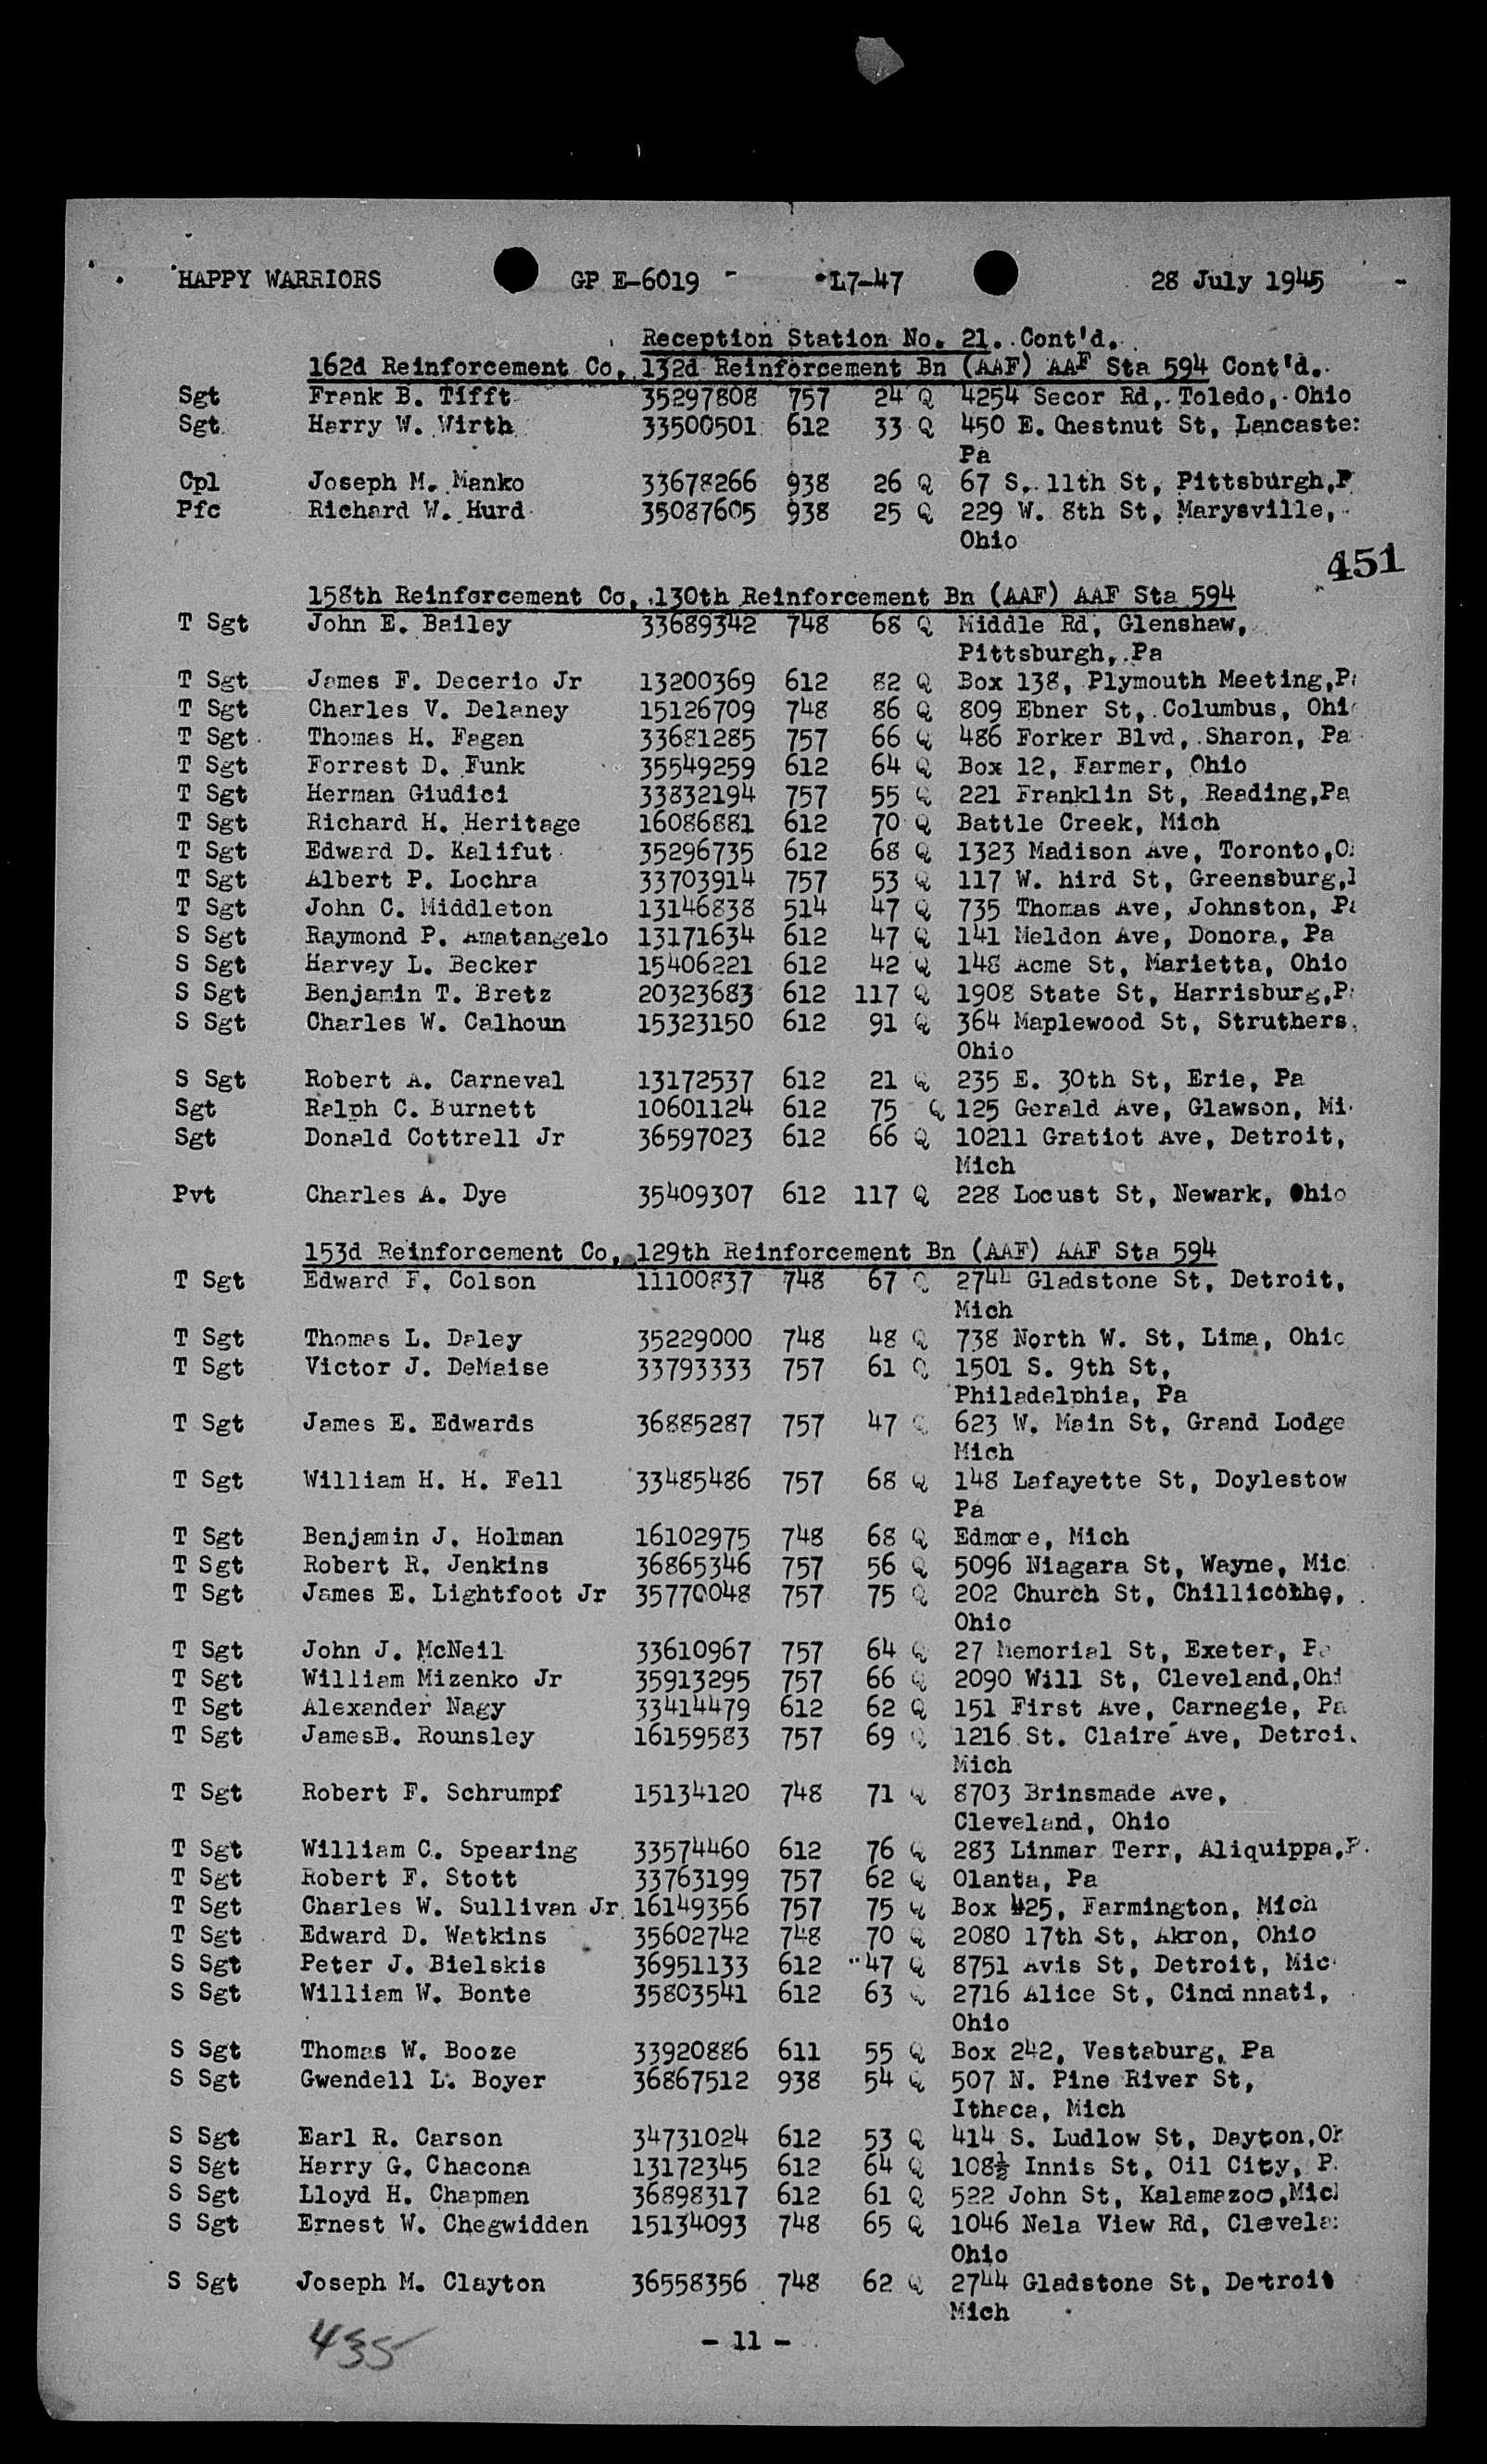 HAPPY WARRIORS GP E-6019 - L7-47 28 July 1945 -
Reception Station No. 21. Cont'd.
162d Reinforcement Co, 132d Reinforcement Bn (AAF) AAF Sta 594 Cont'd.
Sgt Frank B. Tifft 35297808 757 24 Q 4254 Secor Rd, Toledo, Ohio
Sgt Harry W. Wirth 33500501 612 33 Q 450 E. Chestnut St, Lancaste
Pa
Cpl Joseph M. Manko 33678266 938 26 Q 67 S. 11th St, Pittsburgh,P
Pfc Richard W. Hurd 35087605 938 25 Q 229 W. 8th St, Marysville,
Ohio
451
158th Reinforcement Co, 130th Reinforcement Bn (AAF) AAF Sta 594
T Sgt John E. Bailey 33689342 748 68 Q Middle Rd, Glenshaw,
Pittsburgh, Pa
T Sgt James F. Decerio Jr 13200369 612 82 Q Box 138, Plymouth Meeting,Pa
T Sgt Charles V. Delaney 15126709 748 86 Q 809 Ebner St, Columbus, Ohi
T Sgt Thomas H. Fagan 33681285 757 66 Q 486 Forker Blvd, Sharon, Pa
T Sgt Forrest D. Funk 35549259 612 64 Q Box 12, Farmer, Ohio
T Sgt Herman Giudici 33832194 757 55 Q 221 Franklin St, Reading,Pa
T Sgt Richard H. Heritage 16086881 612 70 Q Battle Creek, Mich
T Sgt Edward D. Kalifut 35296735 612 68 Q 1323 Madison Ave, Toronto,O
T Sgt Albert P. Lochra 33703914 757 53 Q 117 W. hird St, Greensburg,
T Sgt John C. Middleton 13146838 514 47 Q 735 Thomas Ave, Johnston, Pa
S Sgt Raymond P. Amatangelo 13171634 612 47 Q 141 Meldon Ave, Donora, Pa
S Sgt Harvey L. Becker 15406221 612 42 Q 148 Acme St, Marietta, Ohio
S Sgt Benjamin T. Bretz 20323683 612 117 Q 1908 State St, Harrisburg,P
S Sgt Charles W. Calhoun 15323150 612 91 Q 364 Maplewood St, Struthers,
Ohio
S Sgt Robert A. Carneval 13172537 612 21 Q 235 E. 30th St, Erie, Pa
Sgt Ralph C. Burnett 10601124 612 75 Q 125 Gerald Ave, Glawson, Mi
Sgt Donald Cottrell Jr 36597023 612 66 Q 10211 Gratiot Ave, Detroit,
Mich
Pvt Charles A. Dye 35409307 612 117 Q 228 Locust St, Newark, Ohio
153d Reinforcement Co, 129th Reinforcement Bn (AAF) AAF Sta 594
T Sgt Edward F. Colson 11100837 748 67 Q 2744 Gladstone St, Detroit,
Mich
T Sgt Thomas L. Daley 35229000 748 48 Q 738 North W. St, Lima, Ohio
T Sgt Victor J. DeMaise 33793333 757 61 Q 1501 S. 9th St,
Philadelphia, Pa
T Sgt James E. Edwards 36885287 757 47 Q 623 W. Main St, Grand Lodge
Mich
T Sgt William H. H. Fell 33485486 757 68 Q 148 Lafayette St, Doylestow
Pa
T Sgt Benjamin J. Holman 16102975 748 68 Q Edmore, Mich
T Sgt Robert R. Jenkins 36865346 757 56 Q 5096 Niagara St, Wayne, Mic
T Sgt James E. Lightfoot Jr 35770048 757 75 Q 202 Church St, Chillicothe,
Ohio
T Sgt John J. McNeil 33610967 757 64 Q 27 Memorial St, Exeter, Pa
T Sgt William Mizenko Jr 35913295 757 66 Q 2090 Will St, Cleveland,Ohi
T Sgt Alexander Nagy 33414479 612 62 Q 151 First Ave, Carnegie, Pa
T Sgt JamesB. Rounsley 16159583 757 69 Q 1216 St. Claire Ave, Detroi
Mich
T Sgt Robert F. Schrumpf 15134120 748 71 Q 8703 Brinsmade Ave,
Cleveland, Ohio
T Sgt William C. Spearing 33574460 612 76 Q 283 Linmar Terr, Aliquippa,P
T Sgt Robert F. Stott 33763199 757 62 Q Olanta, Pa
T Sgt Charles W. Sullivan Jr 16149356 757 75 Q Box 425, Farmington, Mich
T Sgt Edward D. Watkins 35602742 748 70 Q 2080 17th St, Akron, Ohio
S Sgt Peter J. Bielskis 36951133 612 47 Q 8751 Avis St, Detroit, Mic
S Sgt William W. Bonte 35803541 612 63 Q 2716 Alice St, Cincinnati,
Ohio
S Sgt Thomas W. Booze 33920886 611 55 Q Box 242, Vestaburg, Pa
S Sgt Gwendell L. Boyer 36867512 938 54 Q 507 N. Pine River St,
Ithaca, Mich
S Sgt Earl R. Carson 34731024 612 53 Q 414 S. Ludlow St, Dayton,Oh
S Sgt Harry G. Chacona 13172345 612 64 Q 108½ Innis St, Oil City, P
S Sgt Lloyd H. Chapman 36898317 612 61 Q 522 John St, Kalamazoo,Mich
S Sgt Ernest W. Chegwidden 15134093 748 65 Q 1046 Nela View Rd, Clevela
Ohio
S Sgt Joseph M. Clayton 36558356 748 62 Q 2744 Gladstone St, Detroit
Mich
435 - 11 -